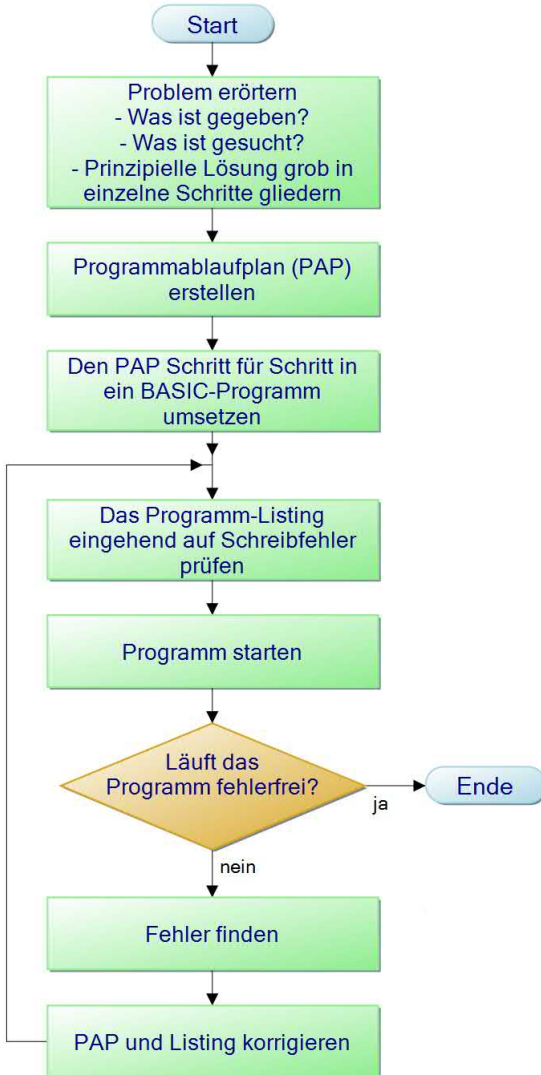 Start
Problem erörtern
- Was ist gegeben?
- Was ist gesucht?
- Prinzipielle Lösung grob in
einzelne Schritte gliedern
Programmablaufplan (PAP)
erstellen
Den PAP Schritt für Schritt in
ein BASIC-Programm
umsetzen
Das Programm-Listing
eingehend auf Schreibfehler
prüfen
Programm starten
Läuft das
Programm fehlerfrei?
ja
Ende
nein
Fehler finden
PAP und Listing korrigieren